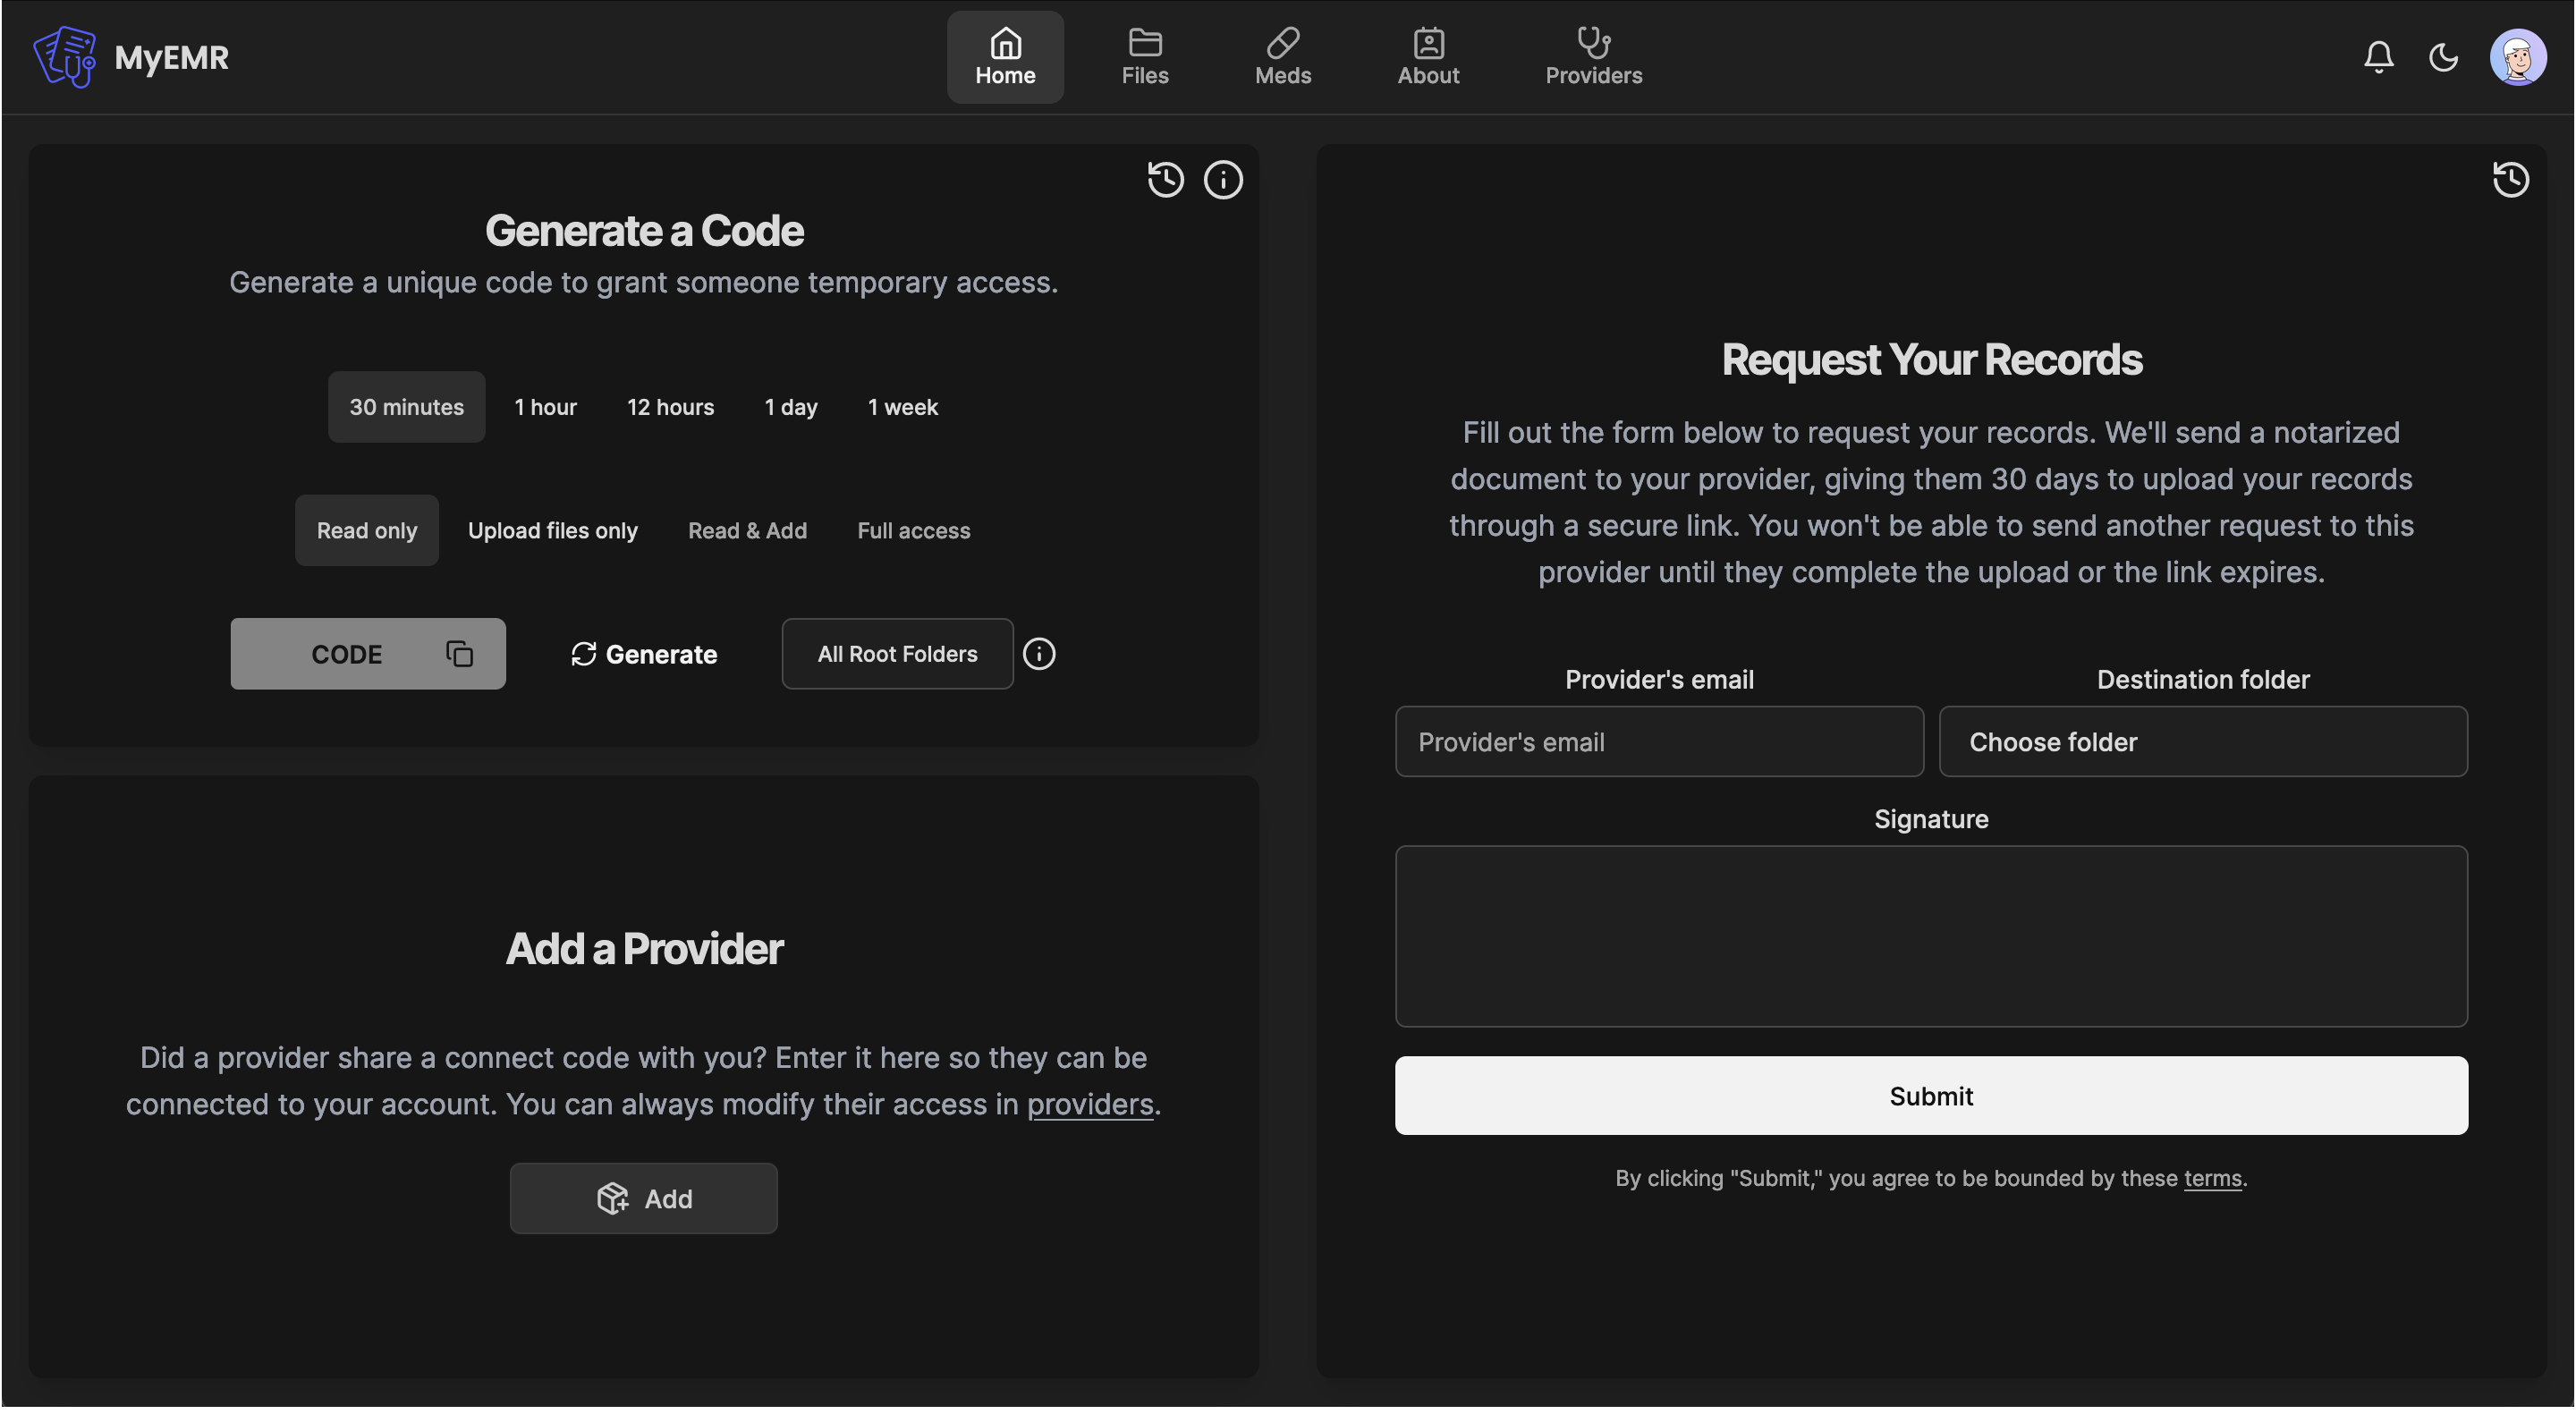 MyEMR
Home
Files
Meds
About
Providers
Generate a Code
Generate a unique code to grant someone temporary access.
30 minutes
1 hour
12 hours
1 day
1 week
Read only
Upload files only
Read & Add
Full access
CODE
Generate
All Root Folders
Add a Provider
Did a provider share a connect code with you? Enter it here so they can be
connected to your account. You can always modify their access in providers.
Add
Request Your Records
Fill out the form below to request your records. We'll send a notarized
document to your provider, giving them 30 days to upload your records
through a secure link. You won't be able to send another request to this
provider until they complete the upload or the link expires.
Provider's email
Destination folder
Provider's email
Choose folder
Signature
Submit
By clicking "Submit," you agree to be bounded by these terms.